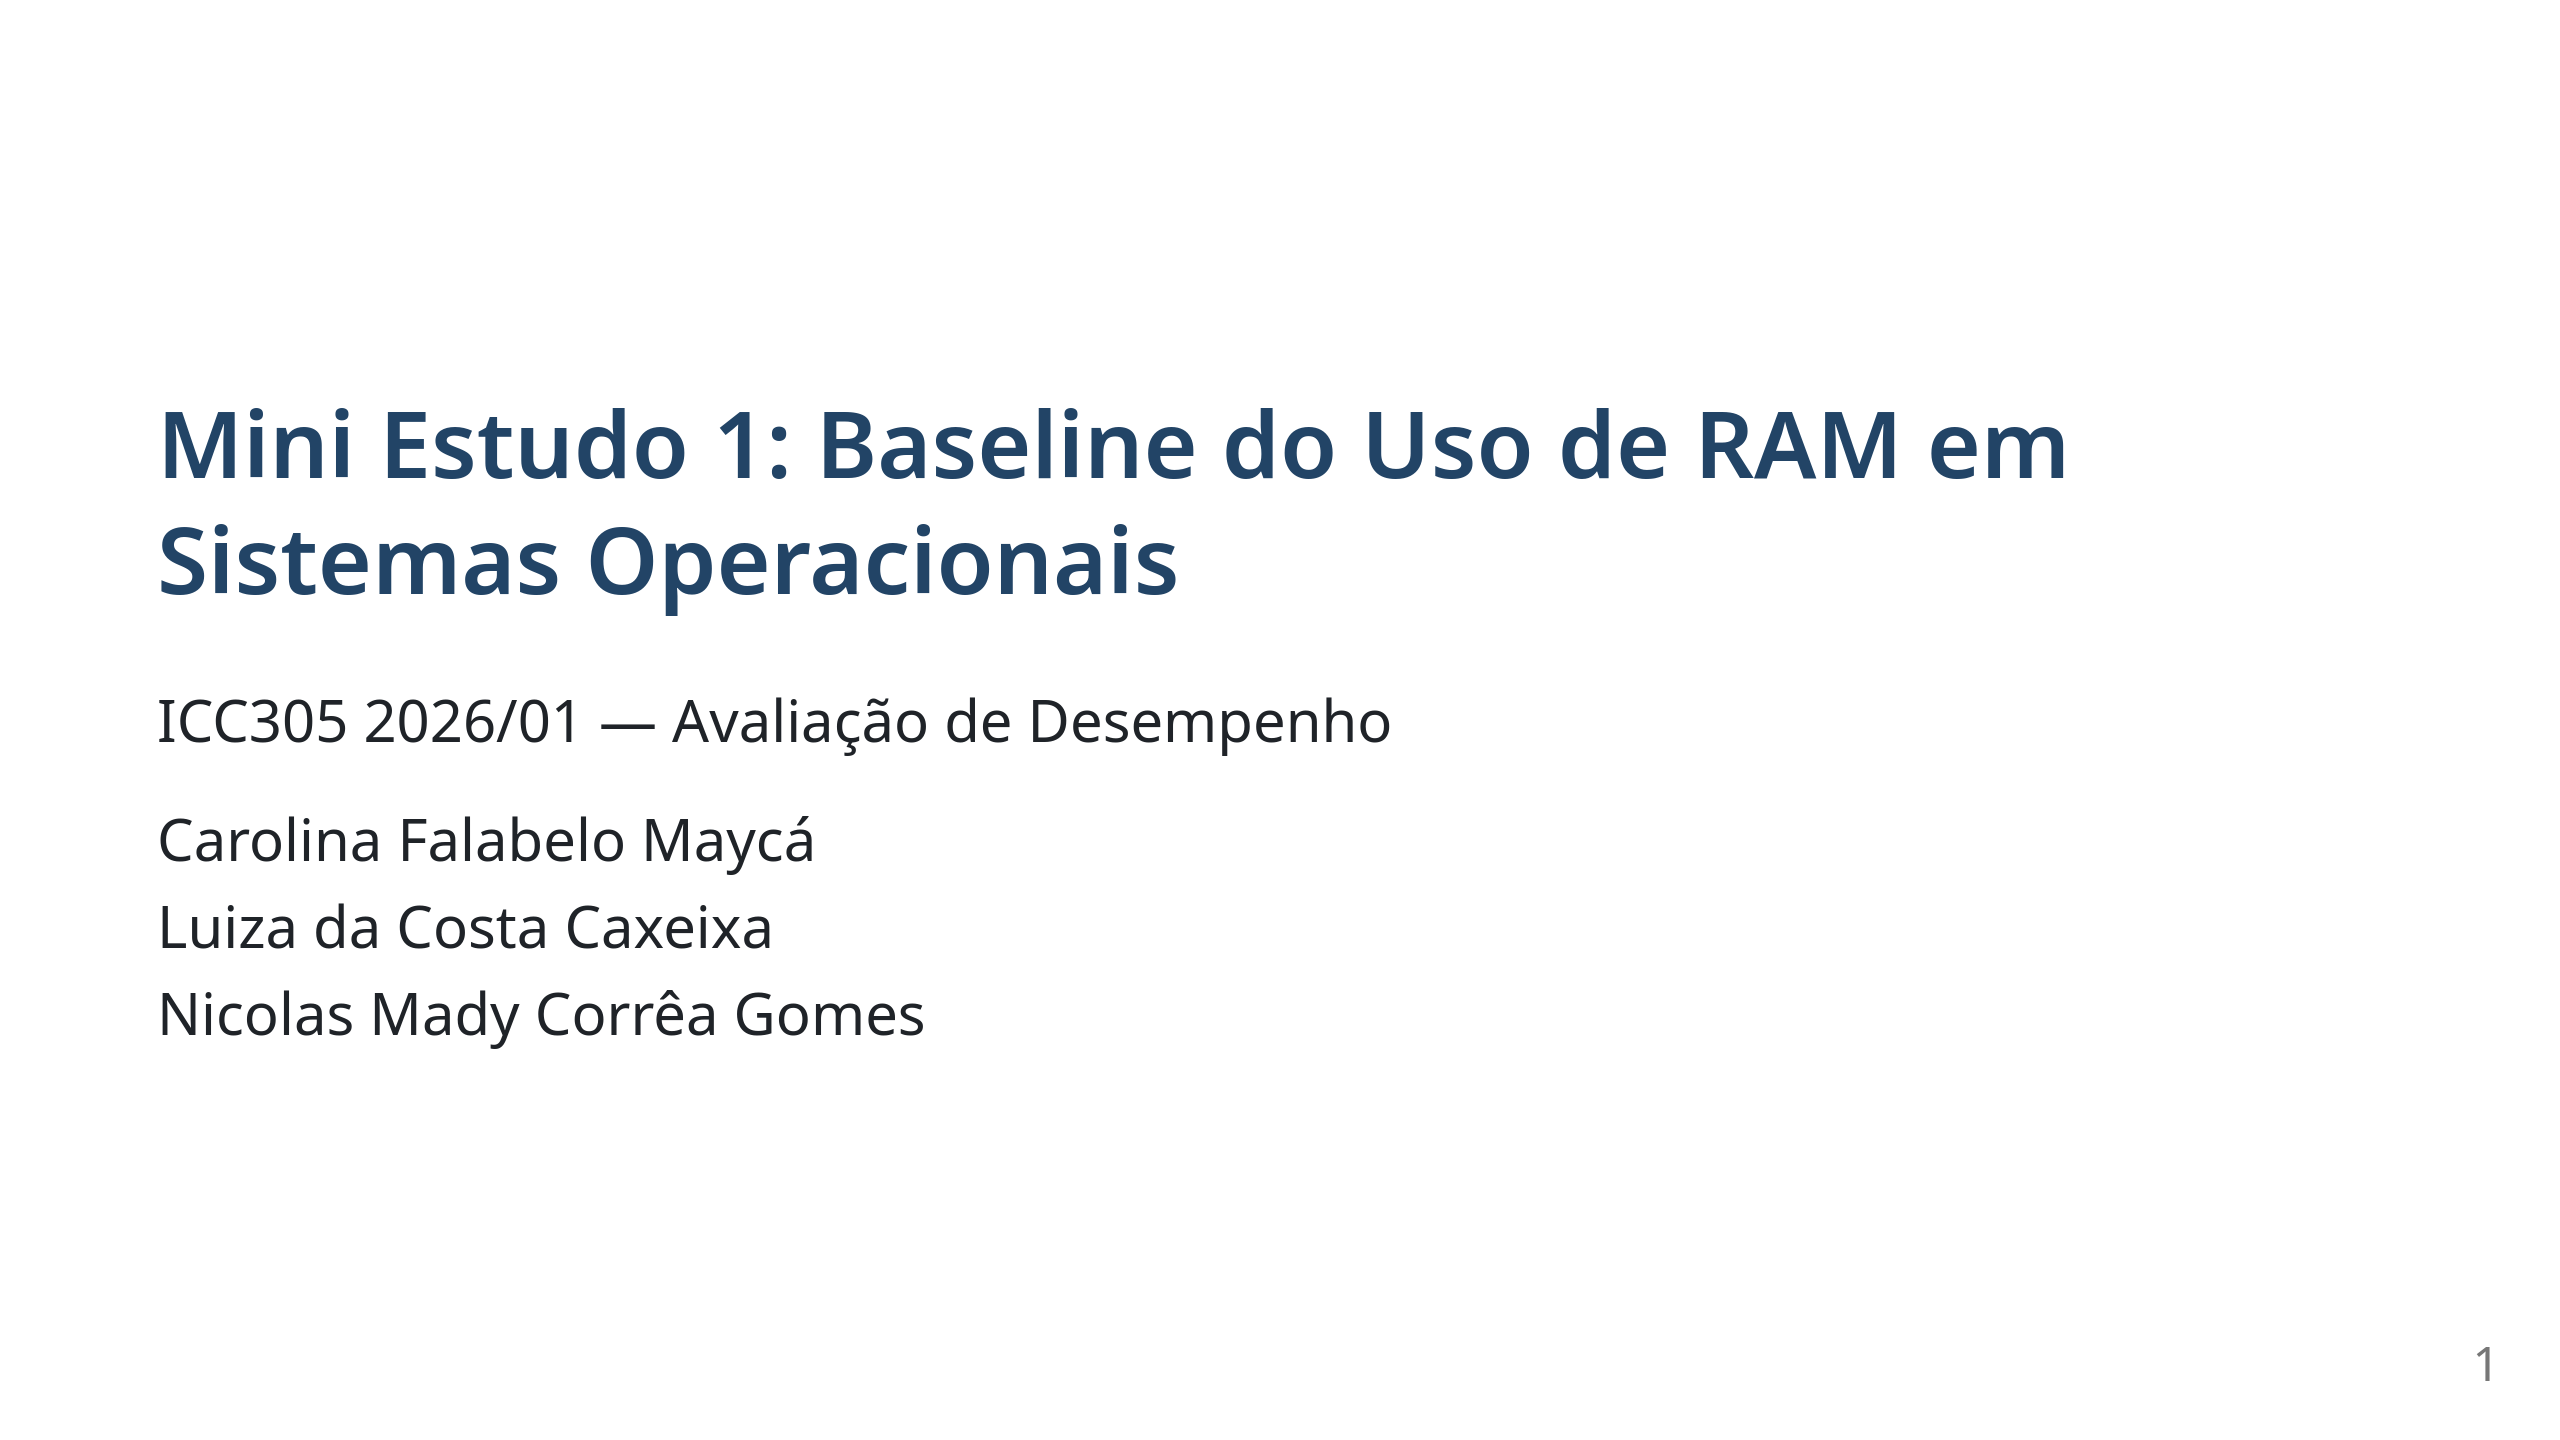 Mini Estudo 1: Baseline do Uso de RAM em
Sistemas Operacionais
ICC305 2026/01 — Avaliação de Desempenho
Carolina Falabelo Maycá
Luiza da Costa Caxeixa
Nicolas Mady Corrêa Gomes
1